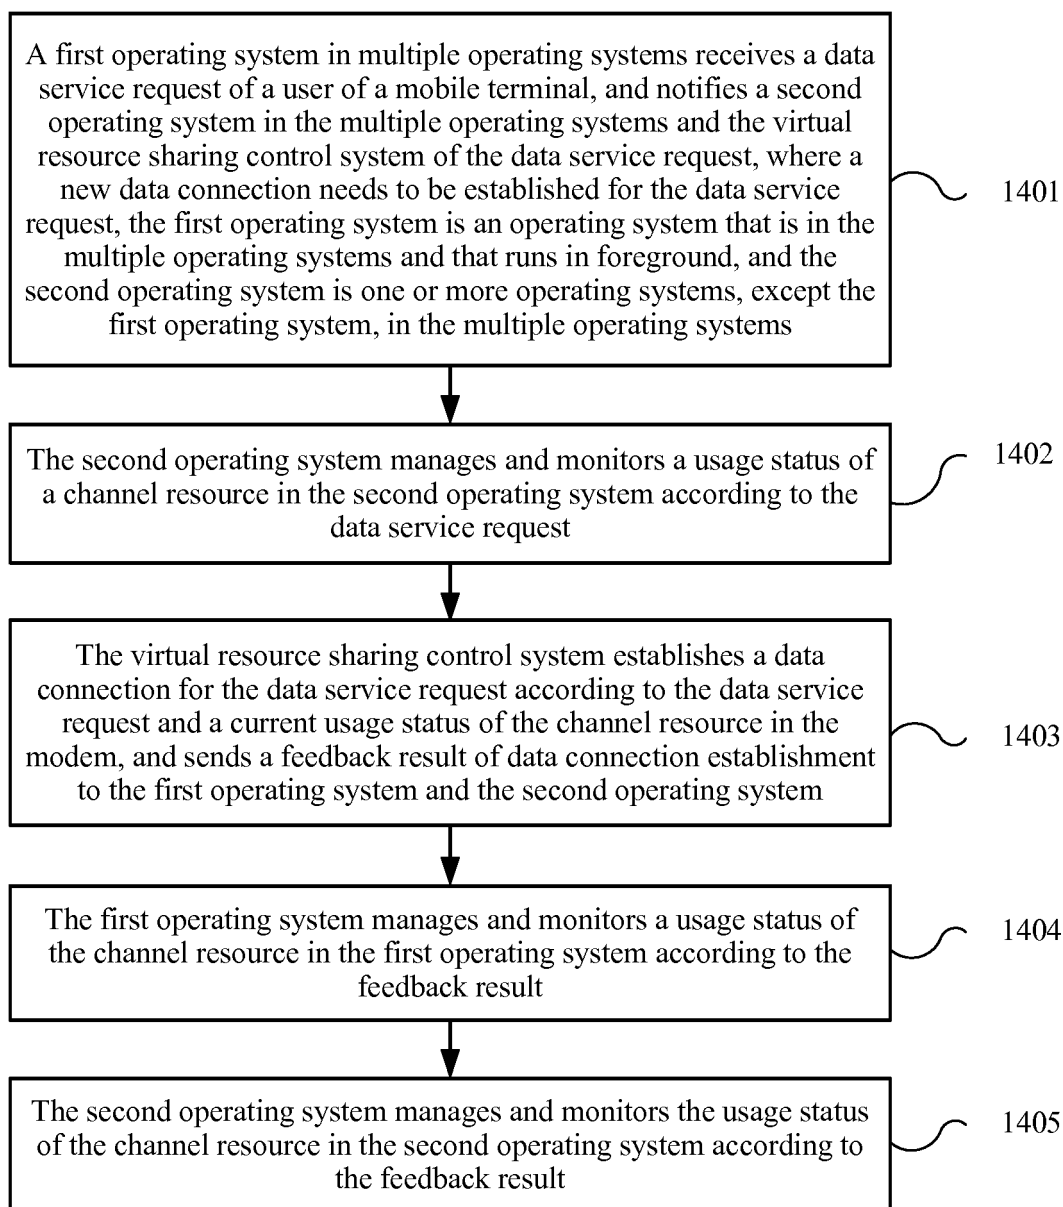 A first operating system in multiple operating systems receives a data
service request of a user of a mobile terminal, and notifies a second
operating system in the multiple operating systems and the virtual
resource sharing control system of the data service request, where a
new data connection needs to be established for the data service
request, the first operating system is an operating system that is in the
multiple operating systems and that runs in foreground, and the
second operating system is one or more operating systems, except the
first operating system, in the multiple operating systems
1401
The second operating system manages and monitors a usage status of
a channel resource in the second operating system according to the
data service request
1402
The virtual resource sharing control system establishes a data
connection for the data service request according to the data service
request and a current usage status of the channel resource in the
modem, and sends a feedback result of data connection establishment
to the first operating system and the second operating system
1403
The first operating system manages and monitors a usage status of
the channel resource in the first operating system according to the
feedback result
1404
The second operating system manages and monitors the usage status
of the channel resource in the second operating system according to
the feedback result
1405